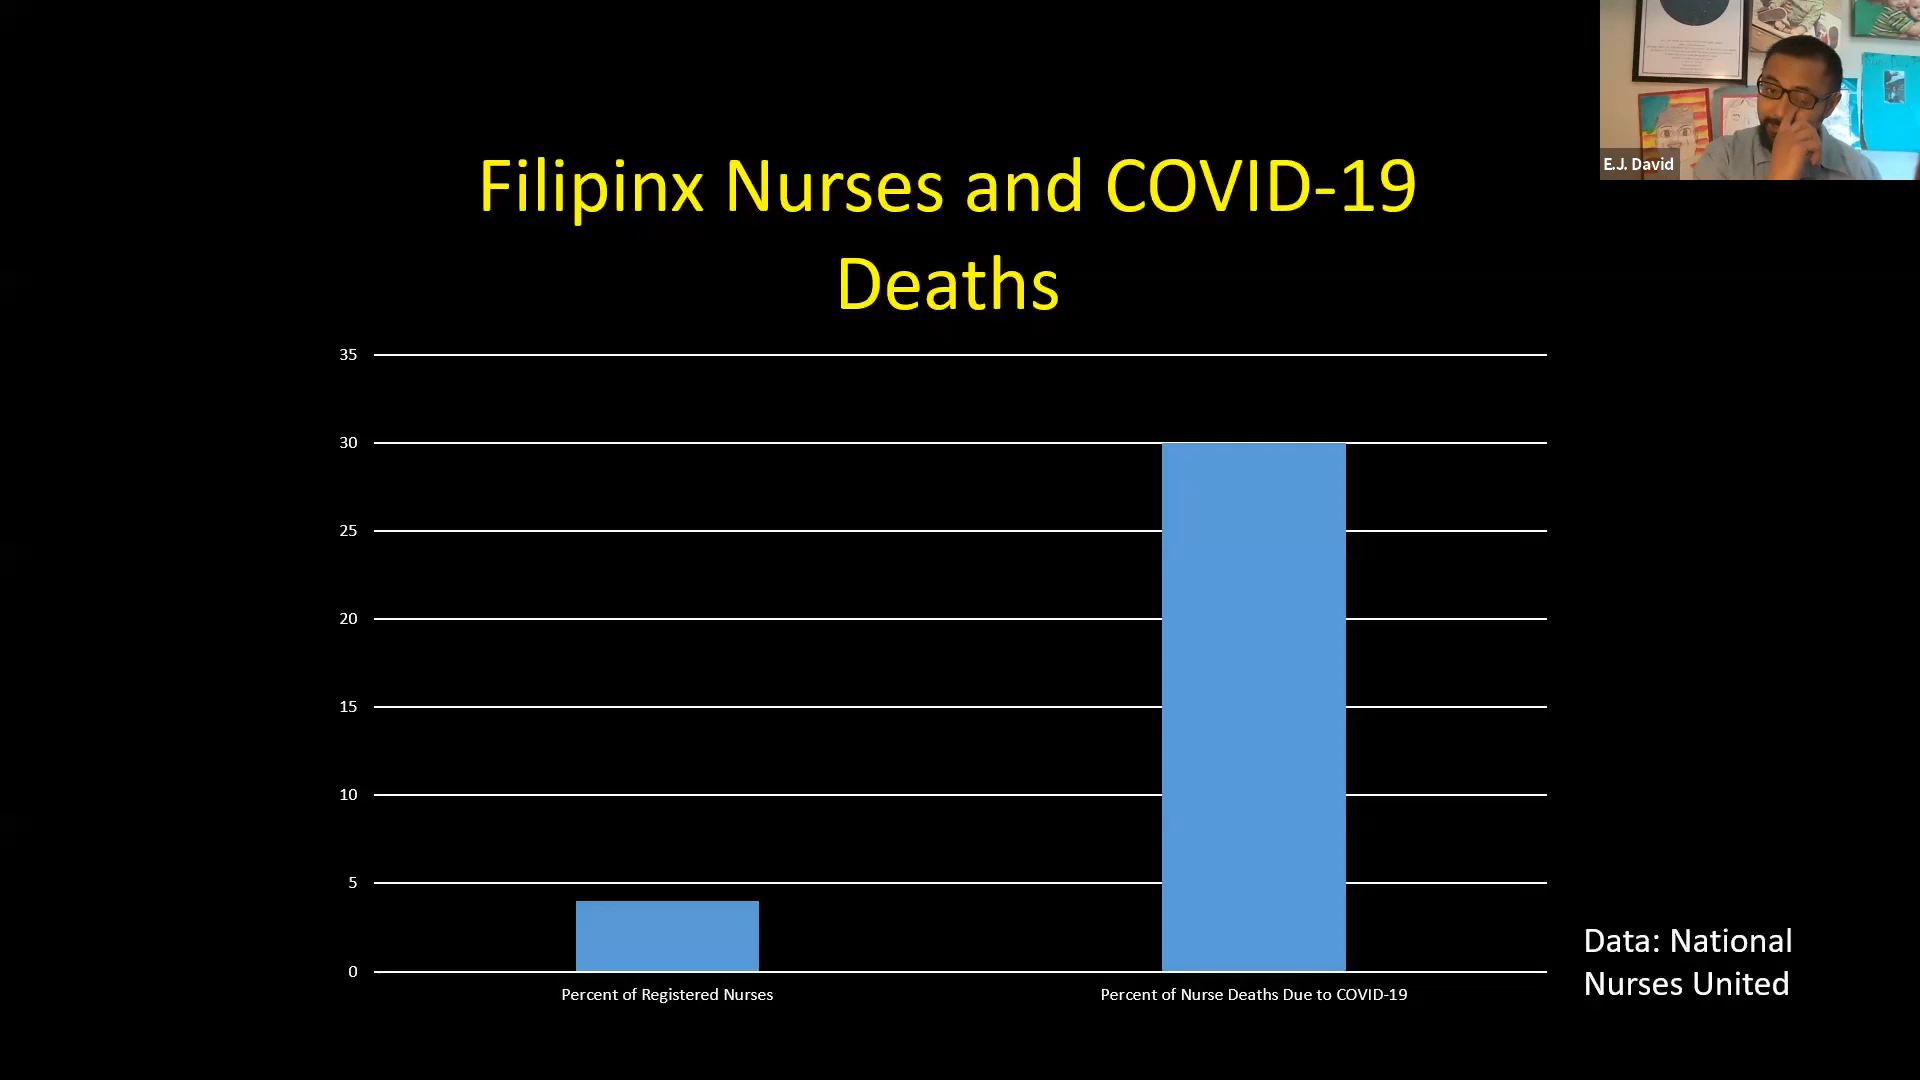 Filipinx Nurses and COVID-19
Deaths
E.J. David
35
30
25
20
15
10
5
0
Percent of Registered Nurses
Percent of Nurse Deaths Due to COVID-19
Data: National
Nurses United